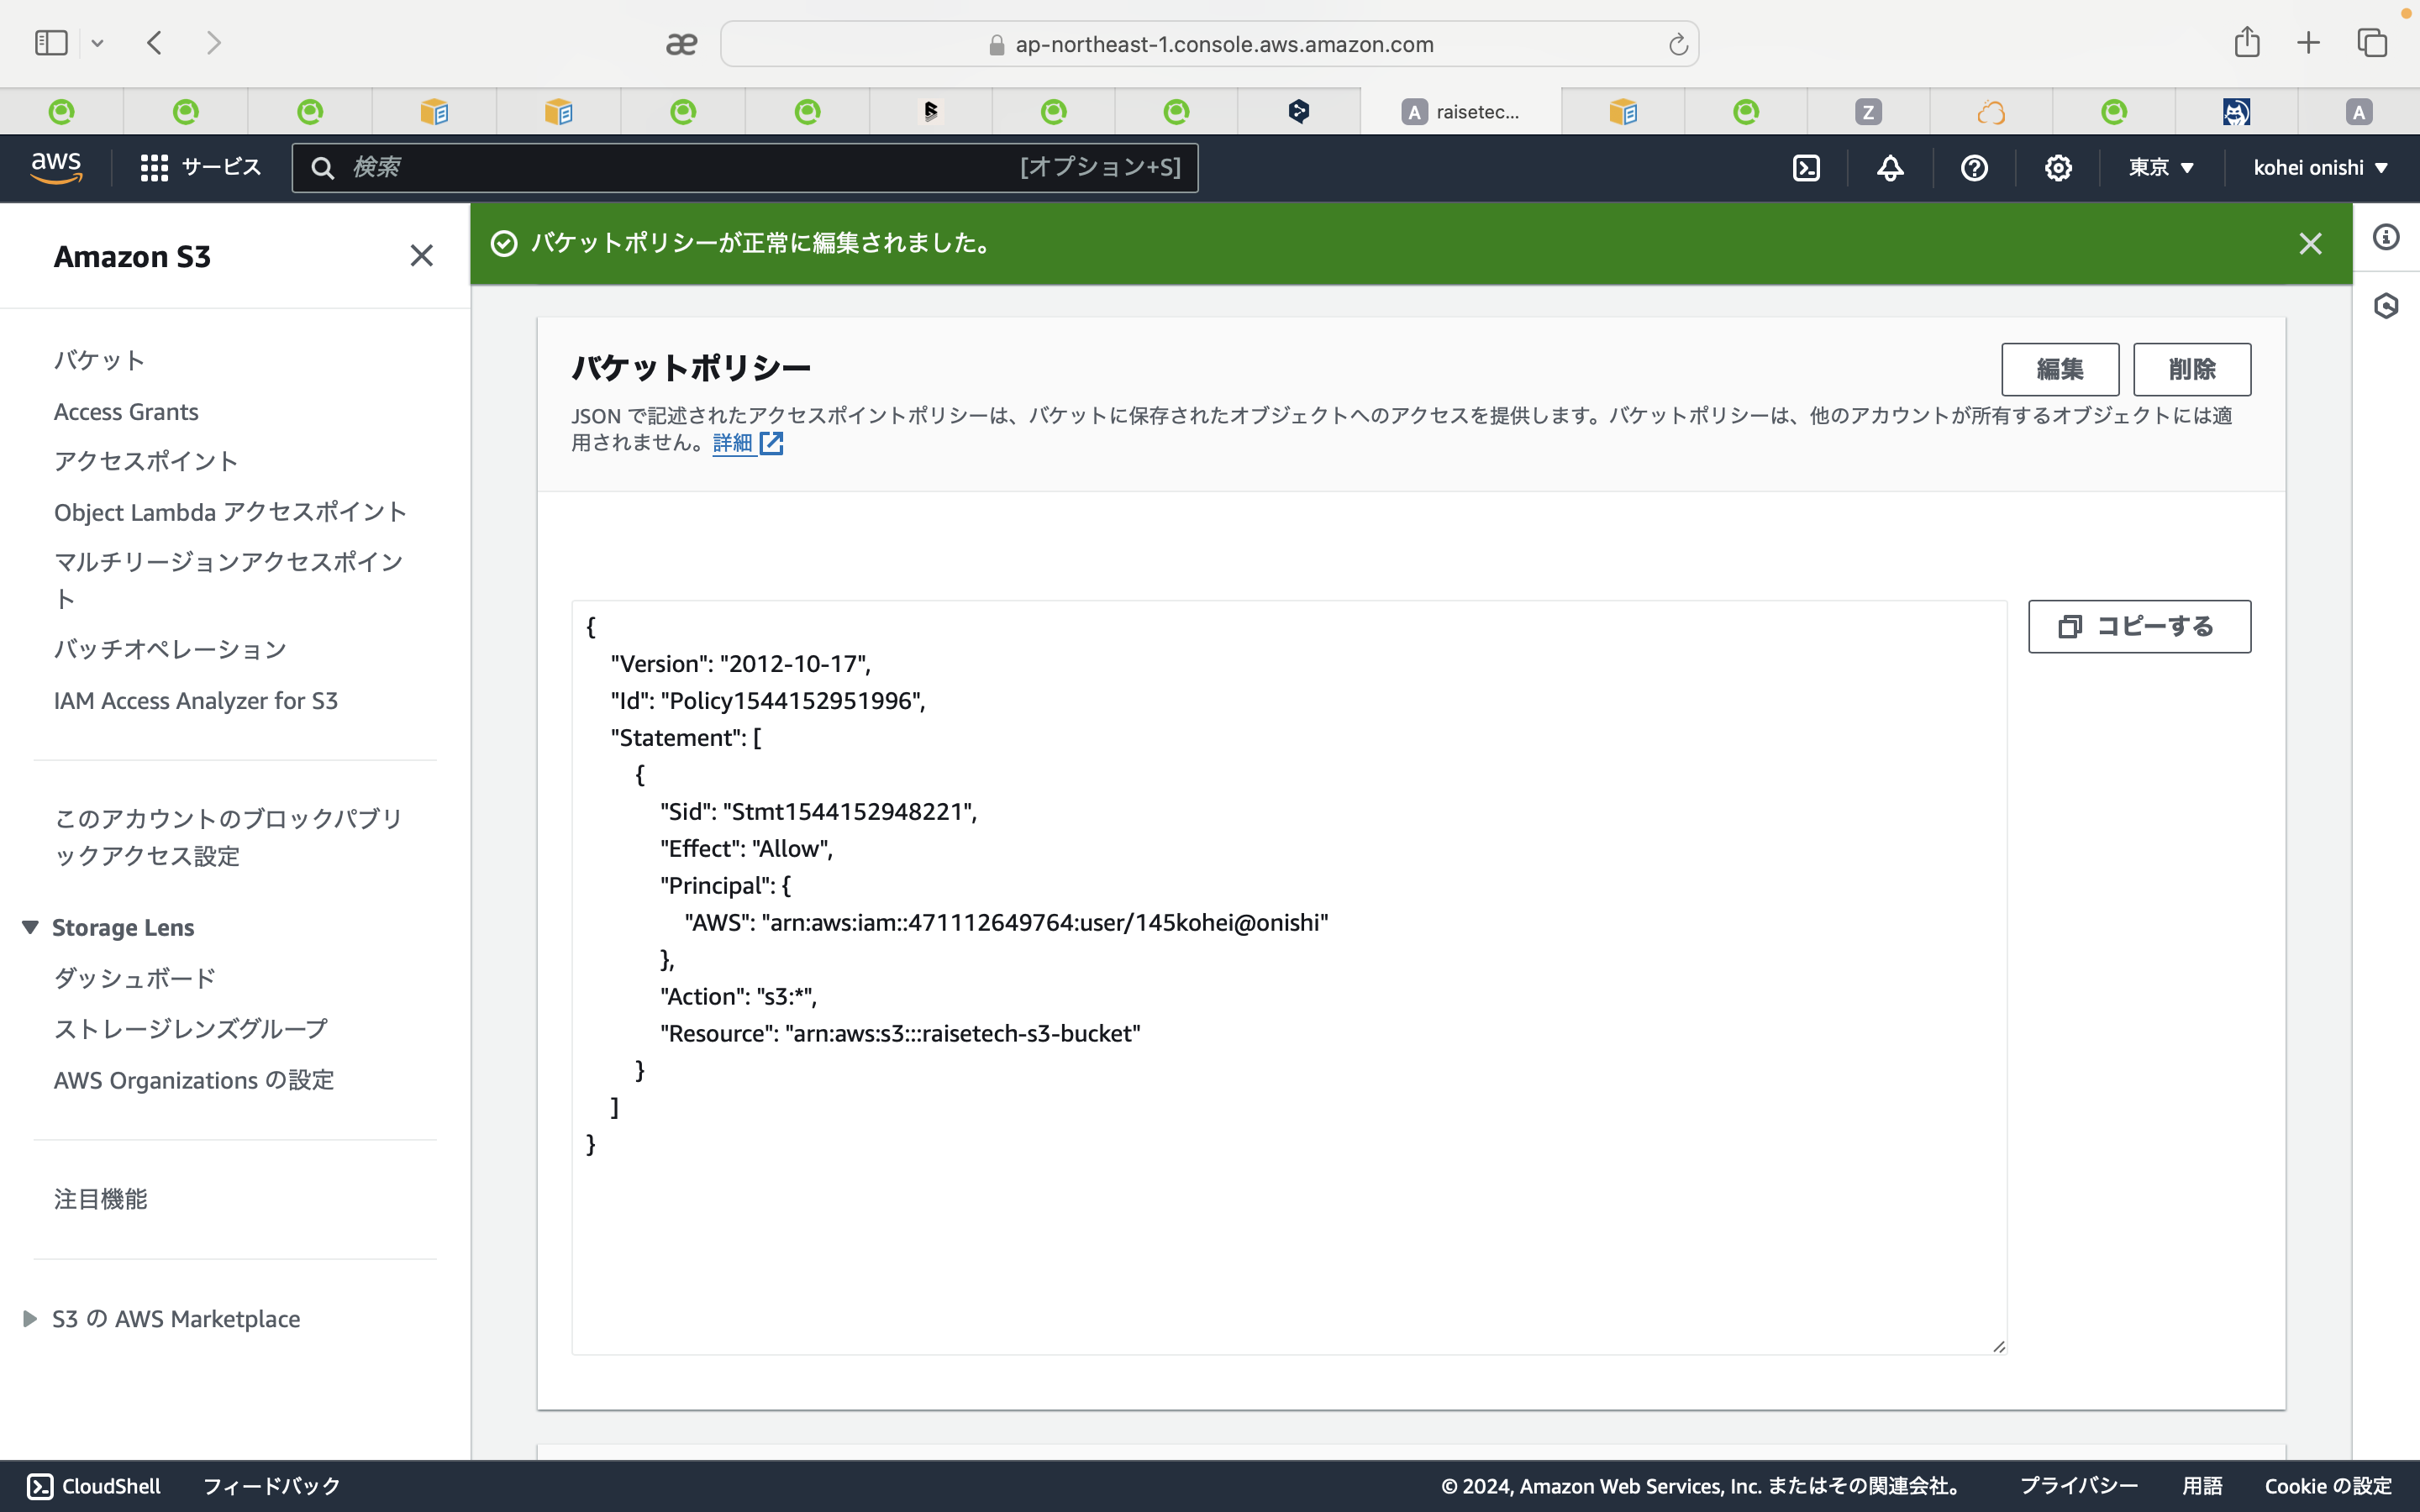 æ
ap-northeast-1.console.aws.amazon.com
A raisetec...
Z
A
aws
サービス
検索
[オプション+S]
東京 ▼
kohei onishi ▼
Amazon S3
バケット
Access Grants
アクセスポイント
Object Lambda アクセスポイント
マルチリージョンアクセスポイン
ト
バッチオペレーション
IAM Access Analyzer for S3
このアカウントのブロックパブリ
ックアクセス設定
▼ Storage Lens
ダッシュボード
ストレージレンズグループ
AWS Organizations の設定
注目機能
▶ S3 の AWS Marketplace
バケットポリシーが正常に編集されました。
バケットポリシー
編集
削除
JSON で記述されたアクセスポイントポリシーは、バケットに保存されたオブジェクトへのアクセスを提供します。バケットポリシーは、他のアカウントが所有するオブジェクトには適
用されません。詳細
コピーする
{
"Version": "2012-10-17",
"Id": "Policy1544152951996",
"Statement": [
{
"Sid": "Stmt1544152948221",
"Effect": "Allow",
"Principal": {
"AWS": "arn:aws:iam::471112649764:user/145kohei@onishi"
},
"Action": "s3:*",
"Resource": "arn:aws:s3:::raisetech-s3-bucket"
}
]
}
CloudShell
フィードバック
© 2024, Amazon Web Services, Inc. またはその関連会社。
プライバシー
用語
Cookie の設定